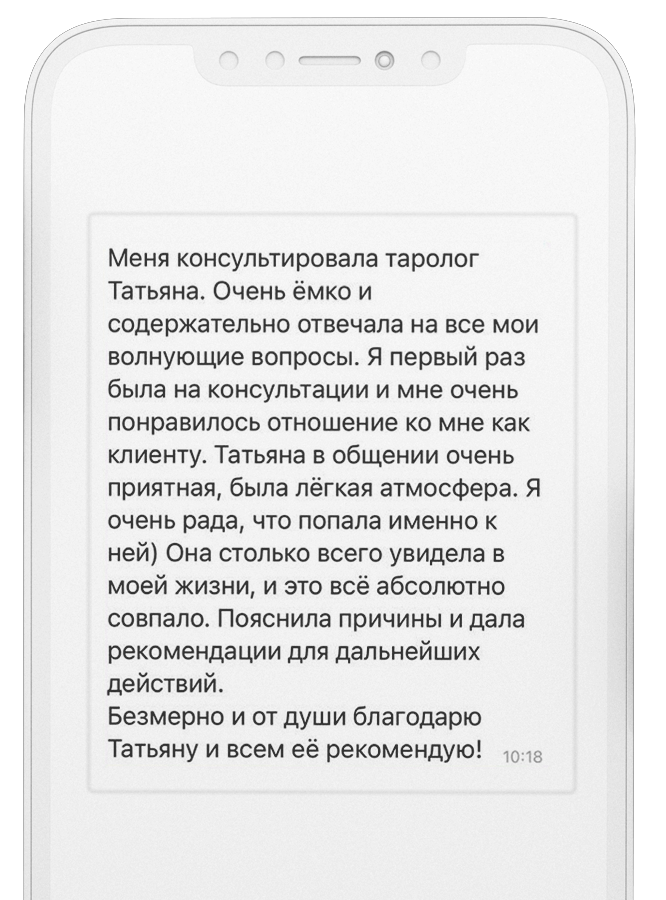 Меня консультировала таролог
Татьяна. Очень ёмко и
содержательно отвечала на все мои
волнующие вопросы. Я первый раз
была на консультации и мне очень
понравилось отношение ко мне как
клиенту. Татьяна в общении очень
приятная, была лёгкая атмосфера. Я
очень рада, что попала именно к
ней) Она столько всего увидела в
моей жизни, и это всё абсолютно
совпало. Пояснила причины и дала
рекомендации для дальнейших
действий.
Безмерно и от души благодарю
Татьяну и всем её рекомендую! 10:18